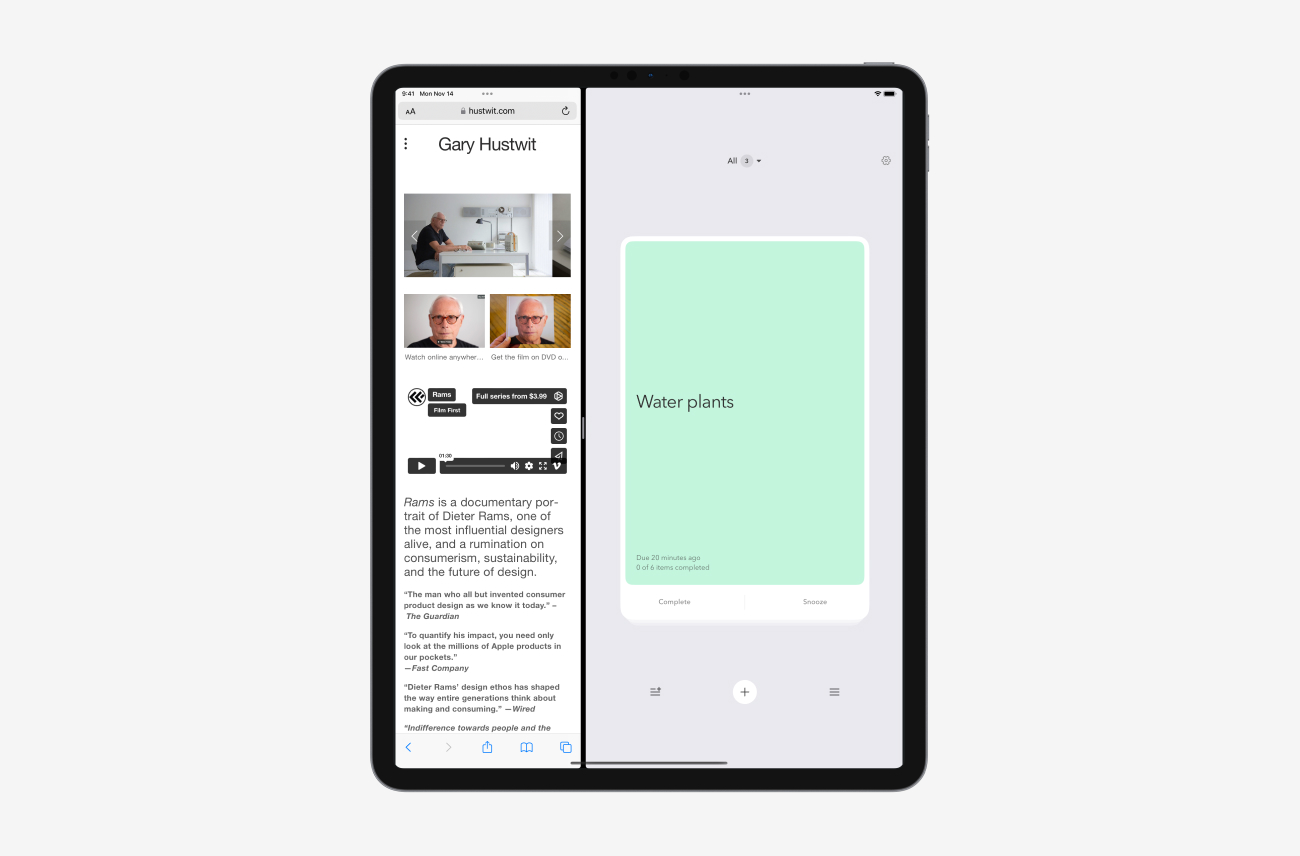 9:41 Mon Nov 14
AA
hustwit.com
Gary Hustwit
Watch online anywher...
Get the film on DVD o...
Rams
Film First
Full series from $3.99
01:30
Rams is a documentary por-
trait of Dieter Rams, one of
the most influential designers
alive, and a rumination on
consumerism, sustainability,
and the future of design.
“The man who all but invented consumer
product design as we know it today.” –
The Guardian
“To quantify his impact, you need only
look at the millions of Apple products in
our pockets.”
—Fast Company
“Dieter Rams’ design ethos has shaped
the way entire generations think about
making and consuming.” —Wired
“Indifference towards people and the
All 3
Water plants
Due 20 minutes ago
0 of 6 items completed
Complete
Snooze